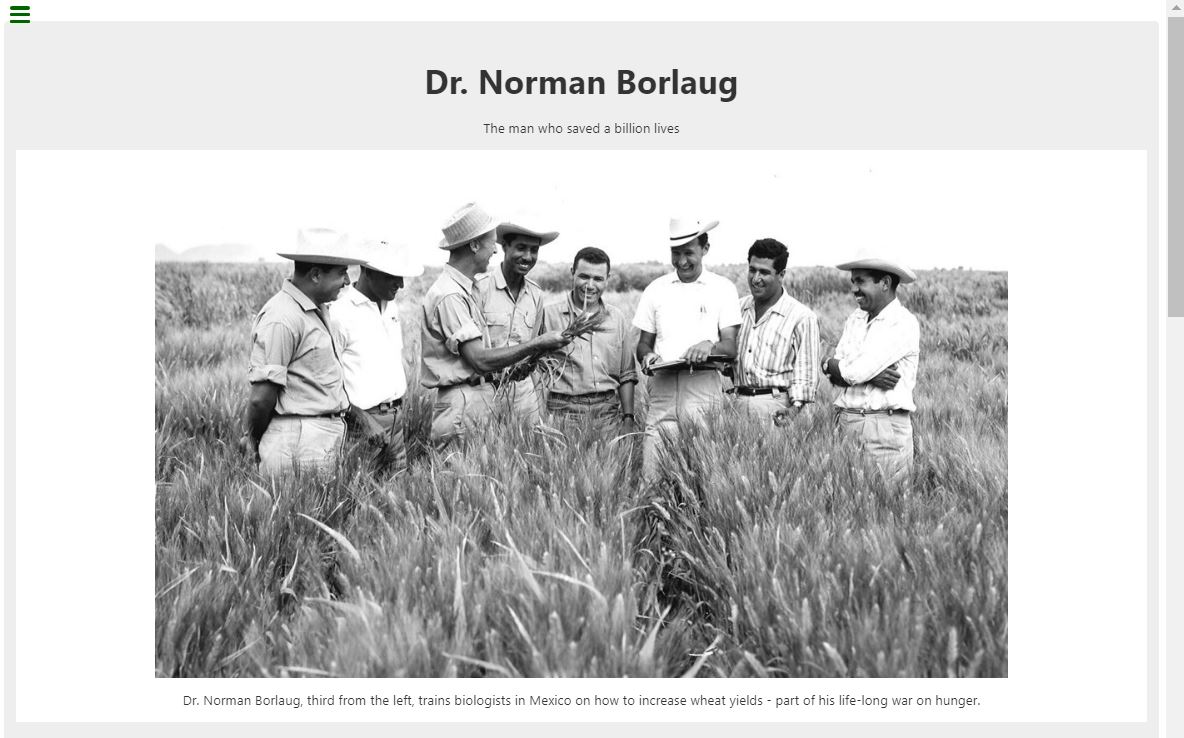 Dr. Norman Borlaug
The man who saved a billion lives
Dr. Norman Borlaug, third from the left, trains biologists in Mexico on how to increase wheat yields - part of his life-long war on hunger.